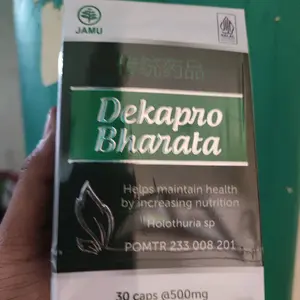 JAMU
Dekapro
Bharata
Helps maintain health
by increasing nutrition
Holothuria sp
POMTR 233 008 201
30 caps @500mg